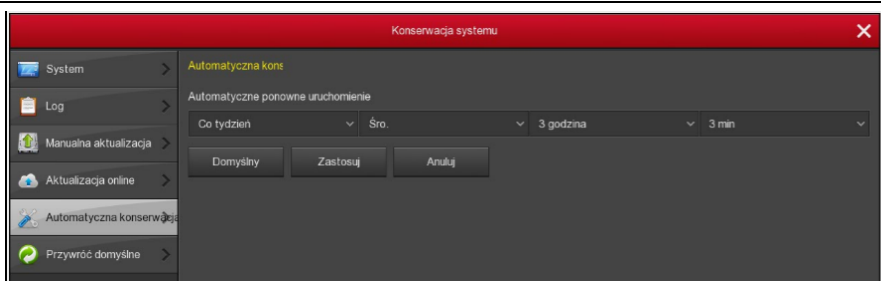 Konserwacja systemu
System
Log
Manualna aktualizacja
Aktualizacja online
Automatyczna konserwacja
Przywróć domyślne
Automatyczna kons
Automatyczne ponowne uruchomienie
Co tydzień Śro. 3 godzina 3 min
Domyślny Zastosuj Anuluj